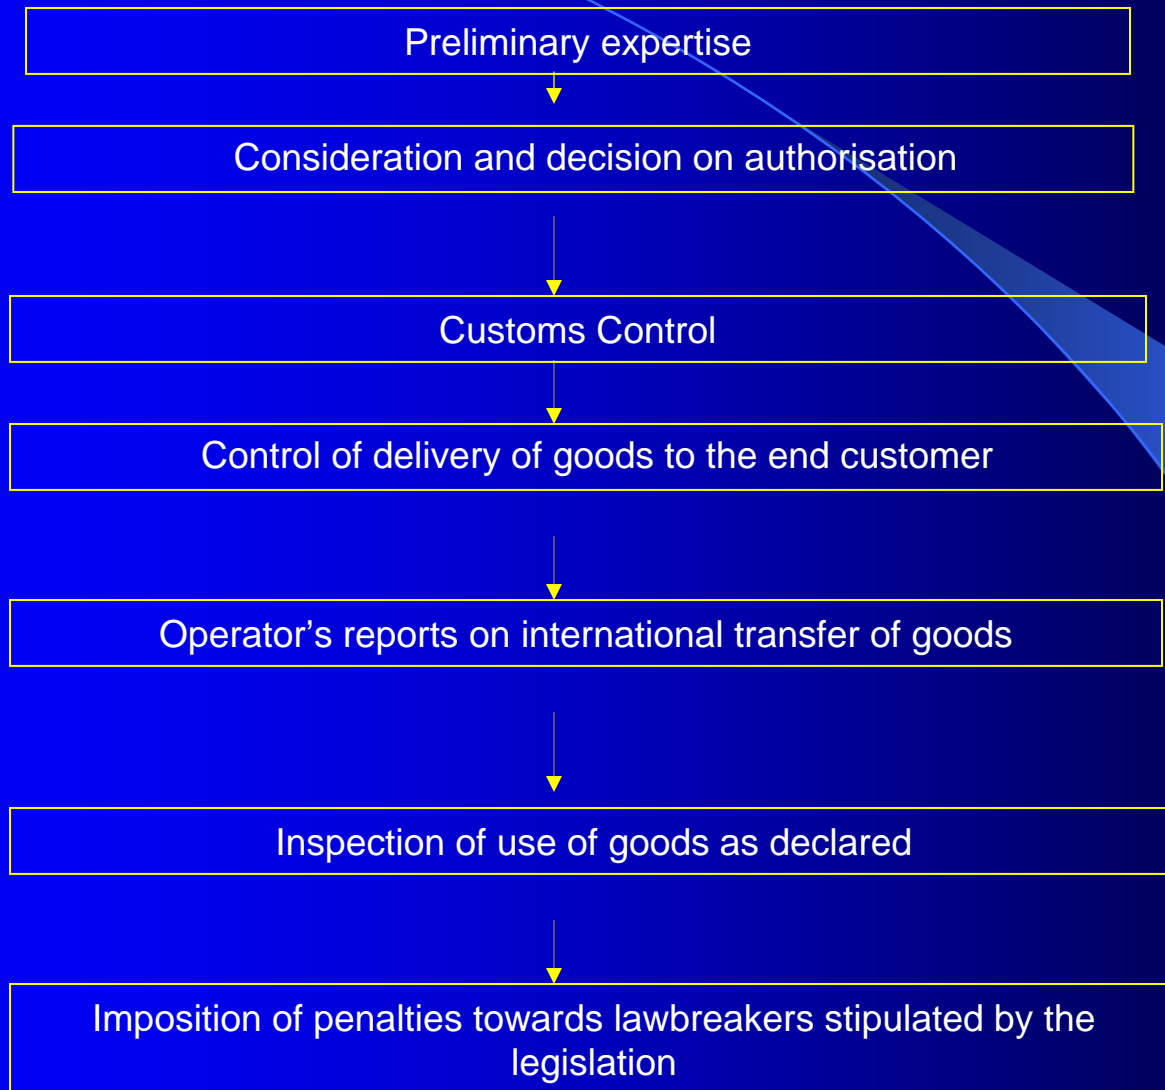 Preliminary expertise
Consideration and decision on authorisation
Customs Control
Control of delivery of goods to the end customer
Operator’s reports on international transfer of goods
Inspection of use of goods as declared
Imposition of penalties towards lawbreakers stipulated by the
legislation